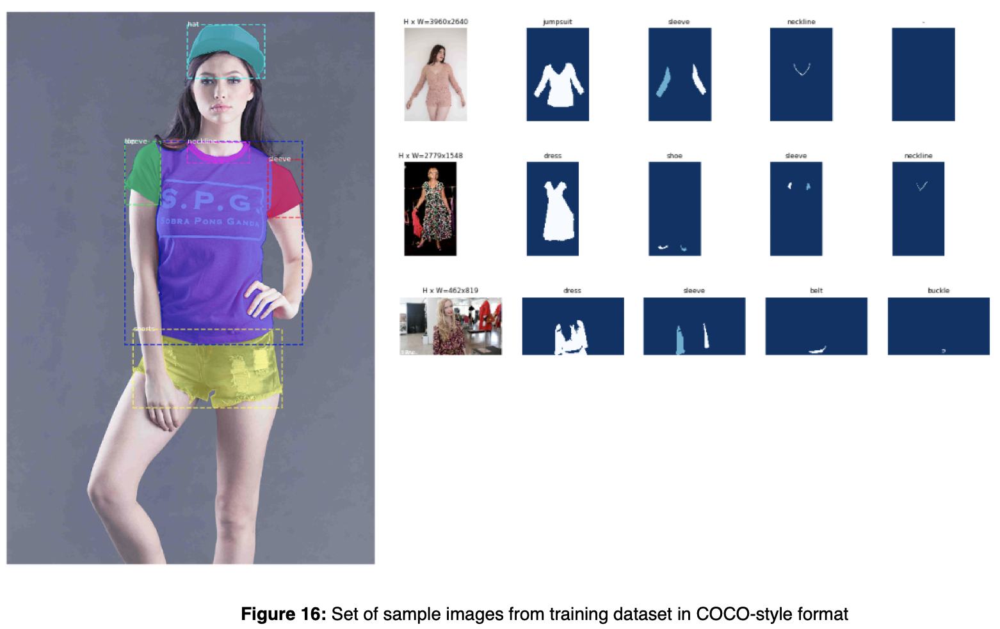 hat
sleeve
neckline
sleeve
S.P.G.
SOBRA PONG GANDA
shorts
H x W=3960x2640
jumpsuit
sleeve
neckline
-
H x W=2779x1548
dress
shoe
sleeve
neckline
H x W=462x819
dress
sleeve
belt
buckle
Figure 16: Set of sample images from training dataset in COCO-style format